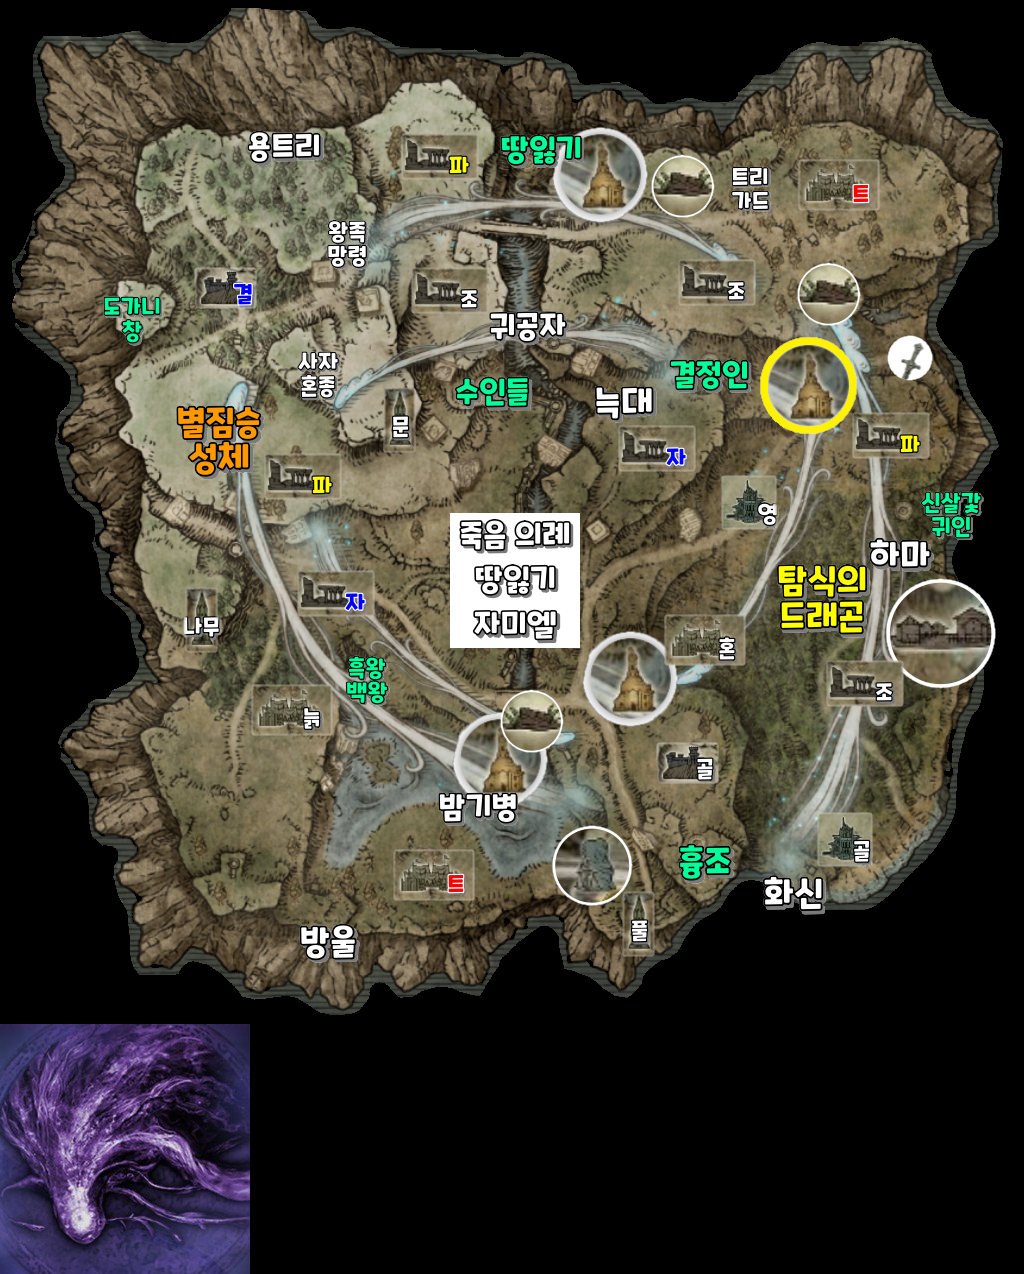 용트리
파
땅잃기
트리
가드
트
왕족
망령
결
조
조
도가니
창
귀공자
사자
혼종
수인들
결정인
늑대
문
별짐승
성체
파
자
파
영
신살갗
귀인
죽음 의례
땅잃기
자미엘
하마
탐식의
드래곤
자
나무
혼
흑왕
백왕
조
늙
골
밤기병
트
흉조
골
화신
풀
방울